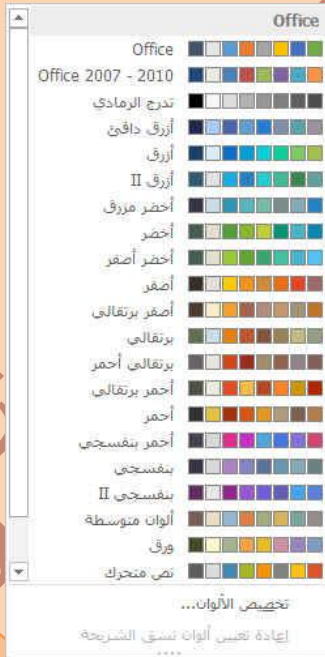 Office
Office
Office 2007 - 2010
تدرج الرمادي
أزرق دافئ
أزرق
أزرق II
أخضر مزرق
أخضر
أخضر أصفر
أصفر
أصفر برتقالي
برتقالي
برتقالي أحمر
أحمر برتقالي
أحمر
أحمر بنفسجي
بنفسجي
بنفسجي II
ألوان متوسطة
ورق
نص متحرك
تخصيص الألوان...
إعادة تعيين ألوان نسق الشريحة